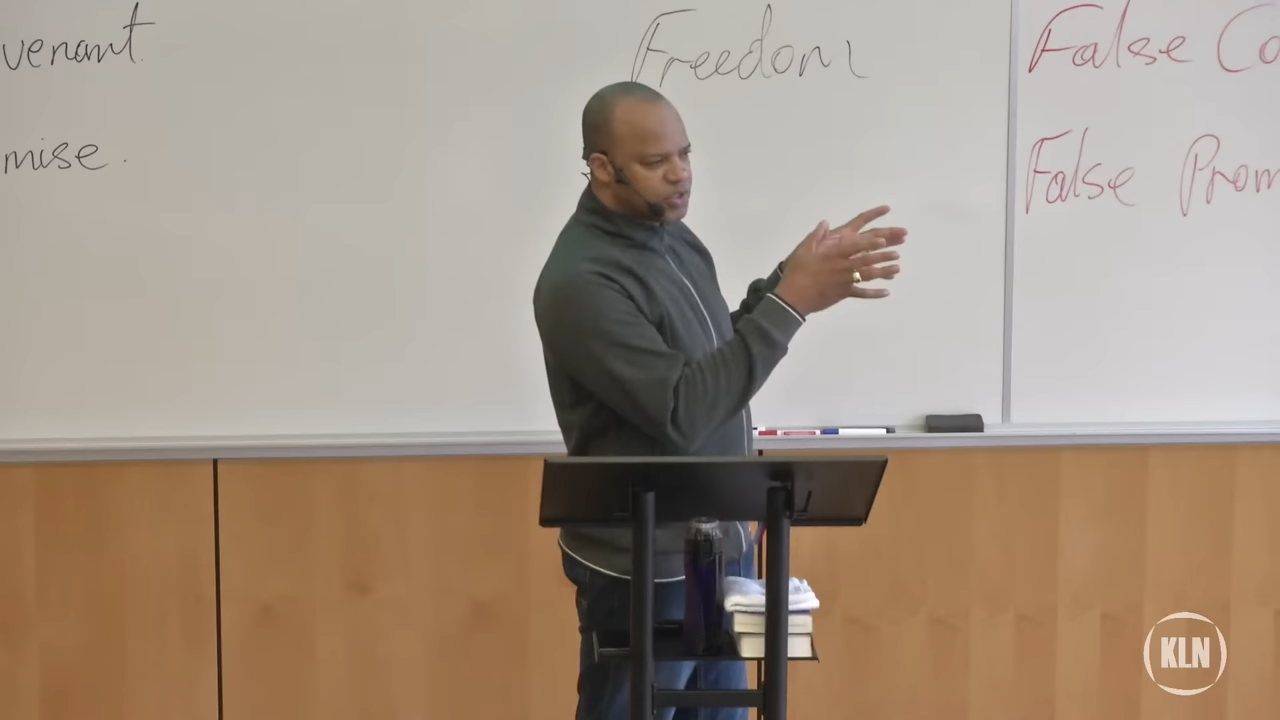 venant.
mise.
Freedom
False Co
False Prom
KLN